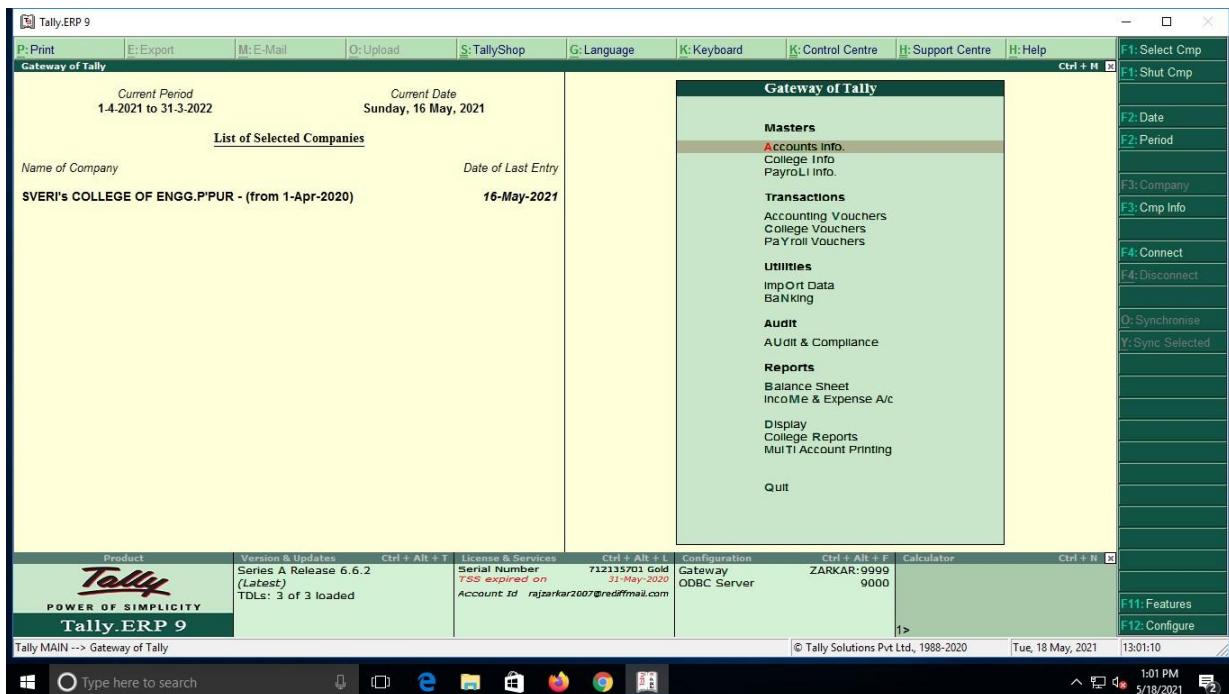 Tally.ERP 9
P: Print E: Export M: E-Mail O: Upload S: TallyShop G: Language K: Keyboard K: Control Centre H: Support Centre H: Help
Gateway of Tally Ctrl + M
Current Period Current Date
1-4-2021 to 31-3-2022 Sunday, 16 May, 2021
List of Selected Companies
Name of Company Date of Last Entry
SVERI's COLLEGE OF ENGG.P'PUR - (from 1-Apr-2020) 16-May-2021
Gateway of Tally
Masters
Accounts Info.
College Info
PayroLl Info.
Transactions
Accounting Vouchers
College Vouchers
PaYroll Vouchers
Utilities
ImpOrt Data
BaNking
Audit
AUdit & Compliance
Reports
Balance Sheet
IncoMe & Expense A/c
Display
College Reports
MulTi Account Printing
Quit
F1: Select Cmp
F1: Shut Cmp
F2: Date
F2: Period
F3: Company
F3: Cmp Info
F4: Connect
F4: Disconnect
O: Synchronise
Y: Sync Selected
F11: Features
F12: Configure
Product
Tally
POWER OF SIMPLICITY
Tally.ERP 9
Version & Updates Ctrl + Alt + T
Series A Release 6.6.2
(Latest)
TDLs: 3 of 3 loaded
License & Services Ctrl + Alt + L
Serial Number 712135701 Gold
TSS expired on 31-May-2020
Account Id rajzarkar2007@rediffmail.com
Configuration Ctrl + Alt + F
Gateway ZARKAR:9999
ODBC Server 9000
Calculator Ctrl + N
1>
Tally MAIN --> Gateway of Tally © Tally Solutions Pvt Ltd., 1988-2020 Tue, 18 May, 2021 13:01:10
Type here to search
1:01 PM
5/18/2021
2